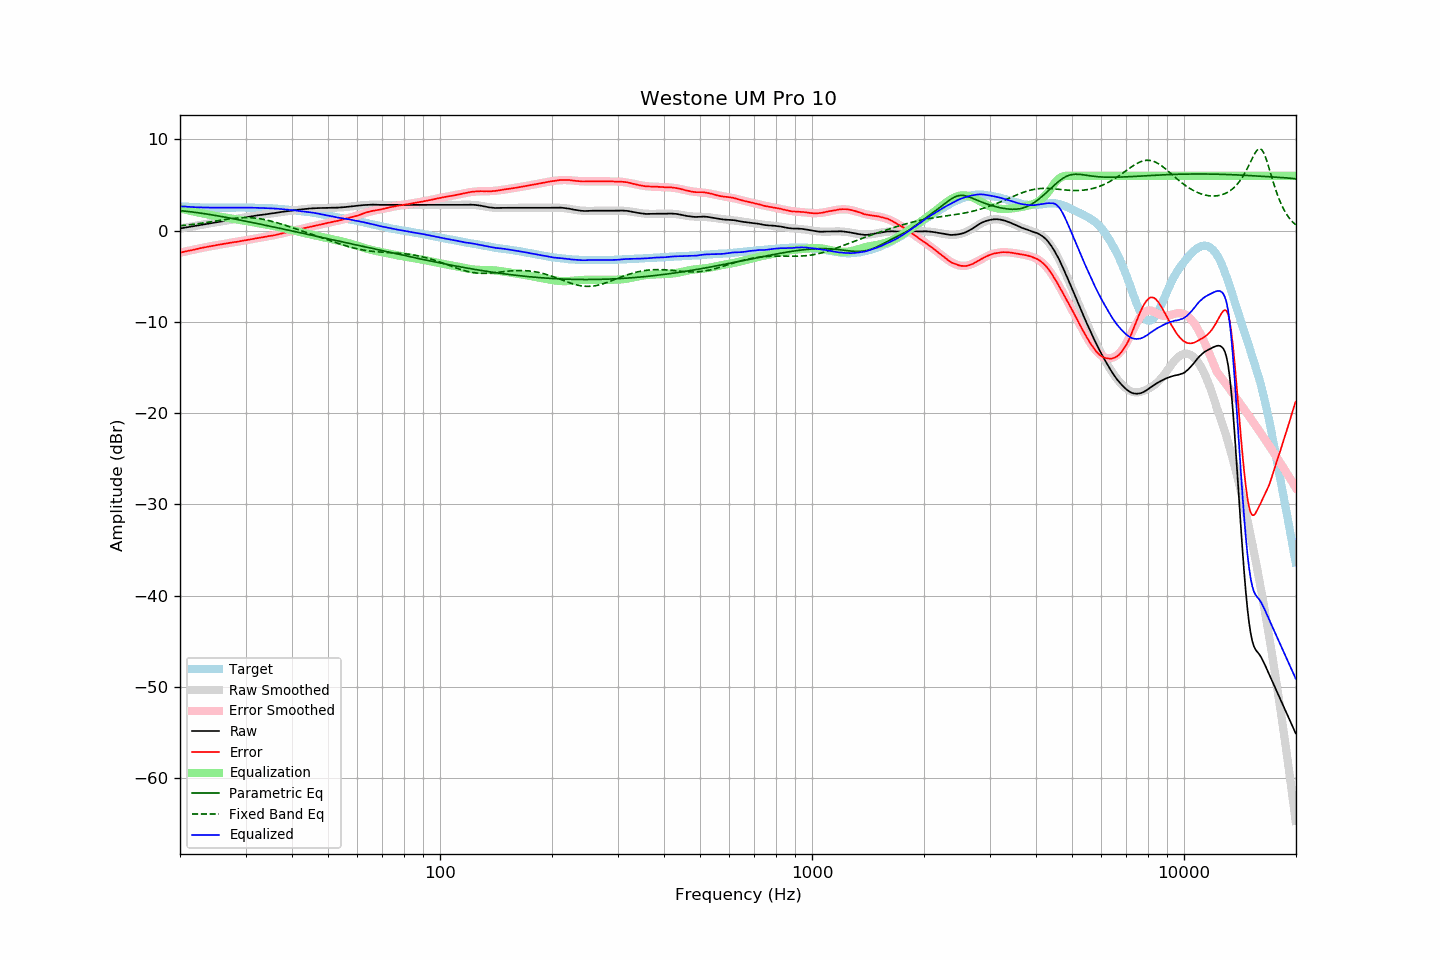 Westone UM Pro 10
10
0
−10
−20
−30
−40
−50
−60
Amplitude (dBr)
Target
Raw Smoothed
Error Smoothed
Raw
Error
Equalization
Parametric Eq
Fixed Band Eq
Equalized
100
1000
10000
Frequency (Hz)